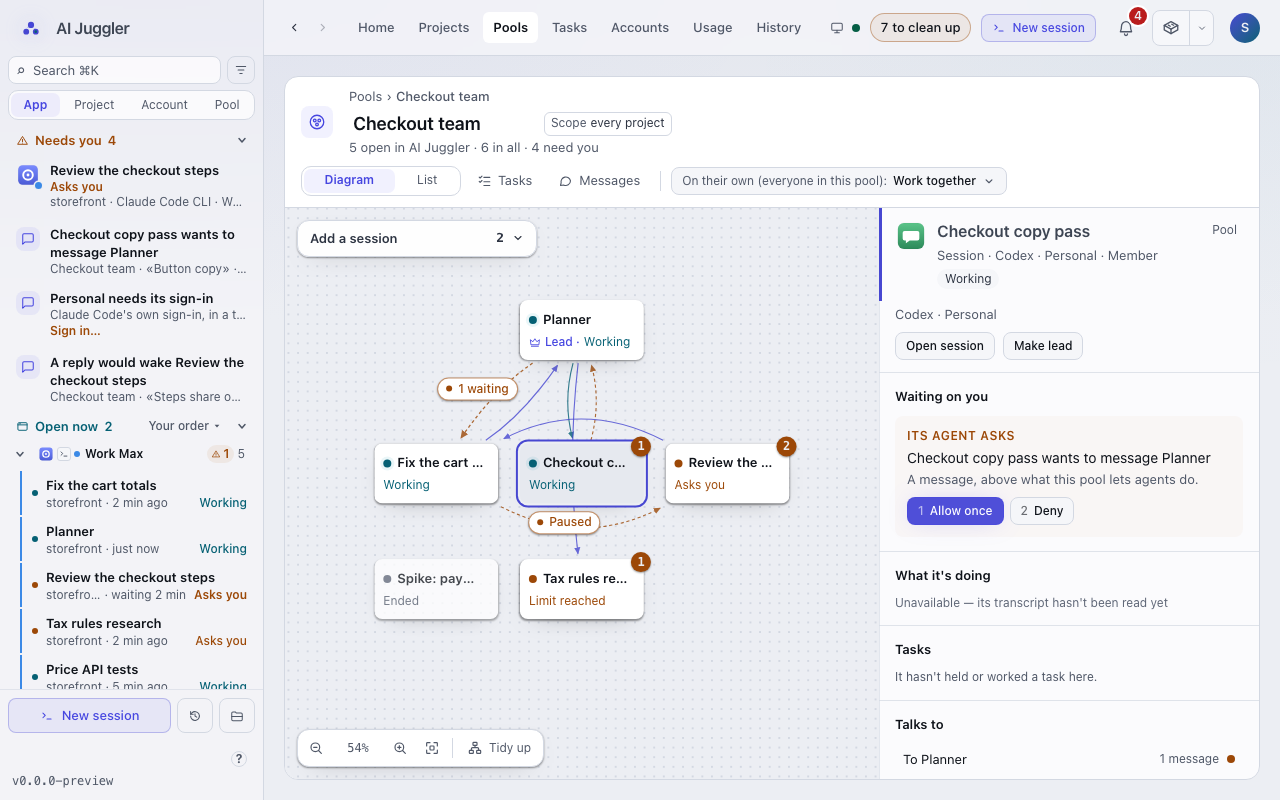 AI Juggler
Search ⌘K
App
Project
Account
Pool
Needs you 4
Review the checkout steps
Asks you
storefront · Claude Code CLI · W…
Checkout copy pass wants to
message Planner
Checkout team · «Button copy» ·…
Personal needs its sign-in
Claude Code's own sign-in, in a t…
Sign in…
A reply would wake Review the
checkout steps
Checkout team · «Steps share o…
Open now 2
Your order
Work Max
1
5
Fix the cart totals
storefront · 2 min ago
Working
Planner
storefront · just now
Working
Review the checkout steps
storefro… · waiting 2 min
Asks you
Tax rules research
storefront · 2 min ago
Asks you
Price API tests
storefront · 5 min ago
Working
New session
?
v0.0.0-preview
Home
Projects
Pools
Tasks
Accounts
Usage
History
7 to clean up
New session
4
S
Pools › Checkout team
Checkout team
Scope every project
5 open in AI Juggler · 6 in all · 4 need you
Diagram
List
Tasks
Messages
On their own (everyone in this pool): Work together
Add a session
2
Planner
Lead · Working
1 waiting
Fix the cart …
Working
Checkout c…
Working
1
Review the …
Asks you
2
Paused
Spike: pay…
Ended
Tax rules re…
Limit reached
1
54%
Tidy up
Checkout copy pass
Pool
Session · Codex · Personal · Member
Working
Codex · Personal
Open session
Make lead
Waiting on you
ITS AGENT ASKS
Checkout copy pass wants to message Planner
A message, above what this pool lets agents do.
1 Allow once
2 Deny
What it's doing
Unavailable — its transcript hasn't been read yet
Tasks
It hasn't held or worked a task here.
Talks to
To Planner
1 message